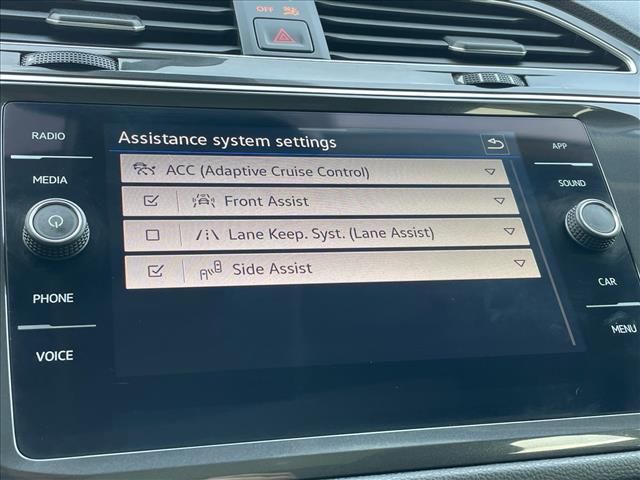 OFF
RADIO
MEDIA
PHONE
VOICE
Assistance system settings
ACC (Adaptive Cruise Control)
Front Assist
Lane Keep. Syst. (Lane Assist)
Side Assist
APP
SOUND
CAR
MENU